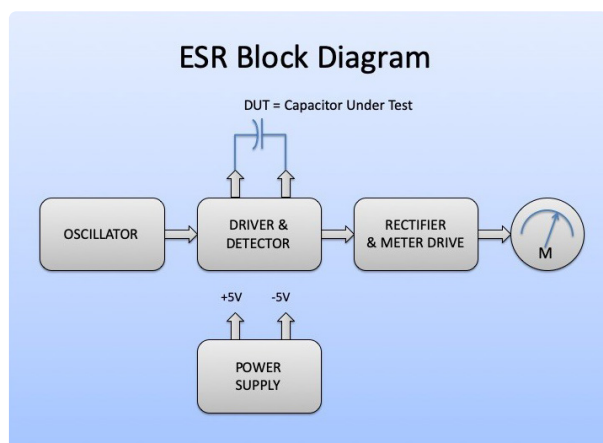 ESR Block Diagram
DUT = Capacitor Under Test
OSCILLATOR
DRIVER &
DETECTOR
RECTIFIER
& METER DRIVE
M
+5V
-5V
POWER
SUPPLY